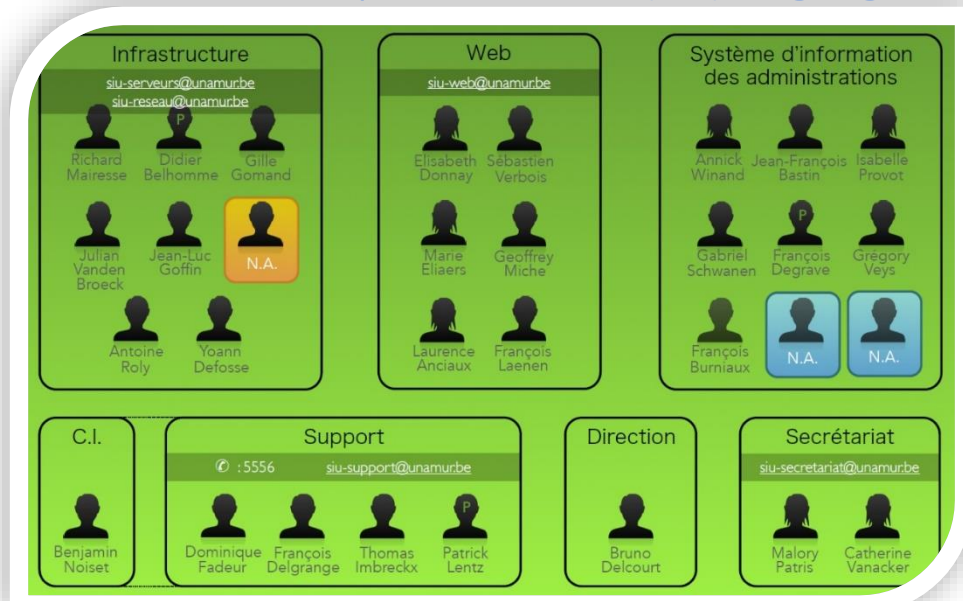 Infrastructure
siu-serveurs@unamur.be
siu-reseau@unamur.be
P
Richard
Mairesse
Didier
Belhomme
Gille
Gomand
Julian
Vanden
Broeck
Jean-Luc
Goffin
N.A.
Antoine
Roly
Yoann
Defosse
Web
siu-web@unamur.be
Elisabeth
Donnay
Sébastien
Verbois
Marie
Eliaers
Geoffrey
Miche
Laurence
Anciaux
François
Laenen
Système d'information
des administrations
Annick
Winand
Jean-François
Bastin
Isabelle
Provot
Gabriel
Schwanen
P
François
Degrave
Grégory
Veys
François
Burniaux
N.A.
N.A.
C.I.
Benjamin
Noiset
Support
✆ : 5556
siu-support@unamur.be
Dominique
Fadeur
François
Delgrange
Thomas
Imbreckx
P
Patrick
Lentz
Direction
Bruno
Delcourt
Secrétariat
siu-secretariat@unamur.be
Malory
Patris
Catherine
Vanacker